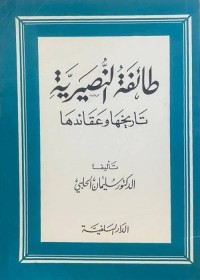 طائفة النصيرية
تاريخها وعقائدها
تأليف
الدكتور سليمان الحلبي
الدار السلفية